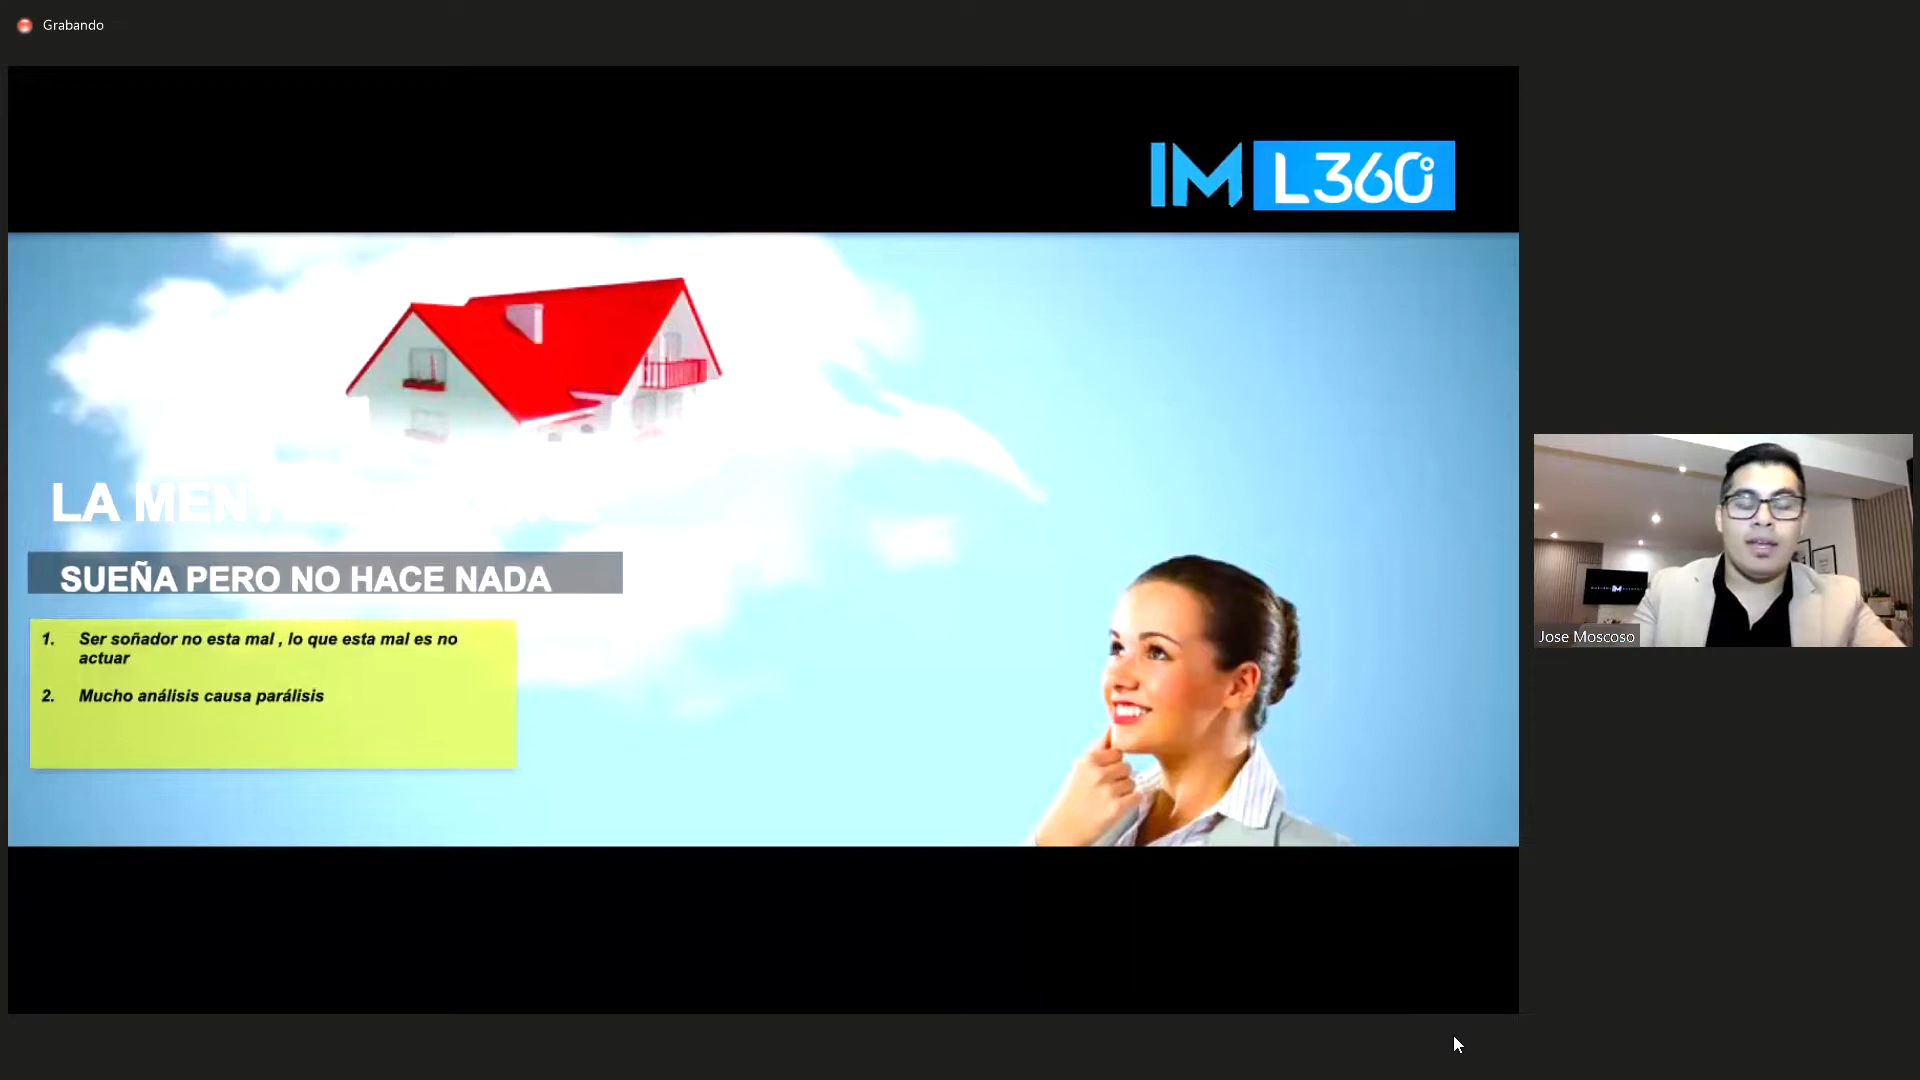 Grabando
IM L360°
LA MENTE
SUEÑA PERO NO HACE NADA
1. Ser soñador no esta mal , lo que esta mal es no
actuar
2. Mucho análisis causa parálisis
Jose Moscoso